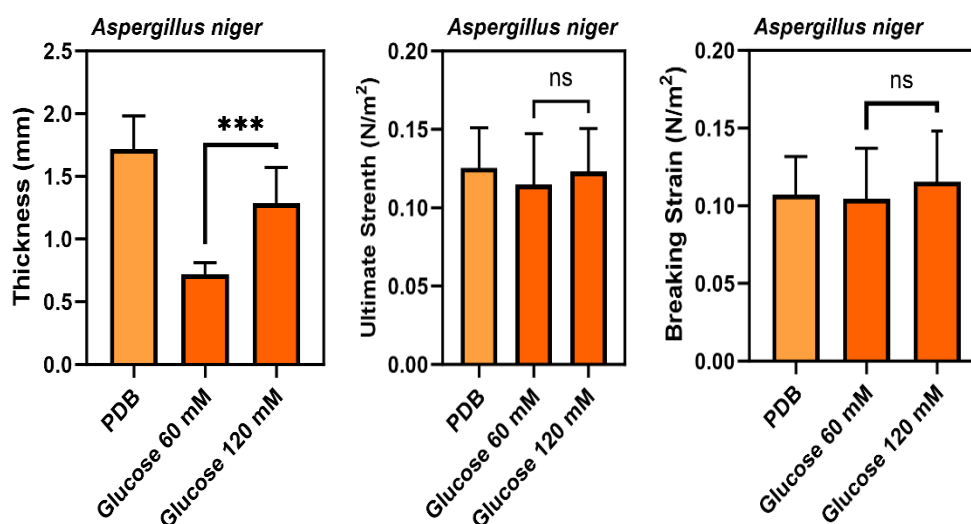 Aspergillus niger
Thickness (mm)
2.5
2.0
1.5
1.0
0.5
0.0
***
PDB
Glucose 60 mM
Glucose 120 mM
Aspergillus niger
Ultimate Strenth (N/m²)
0.20
0.15
0.10
0.05
0.00
ns
PDB
Glucose 60 mM
Glucose 120 mM
Aspergillus niger
Breaking Strain (N/m²)
0.20
0.15
0.10
0.05
0.00
ns
PDB
Glucose 60 mM
Glucose 120 mM